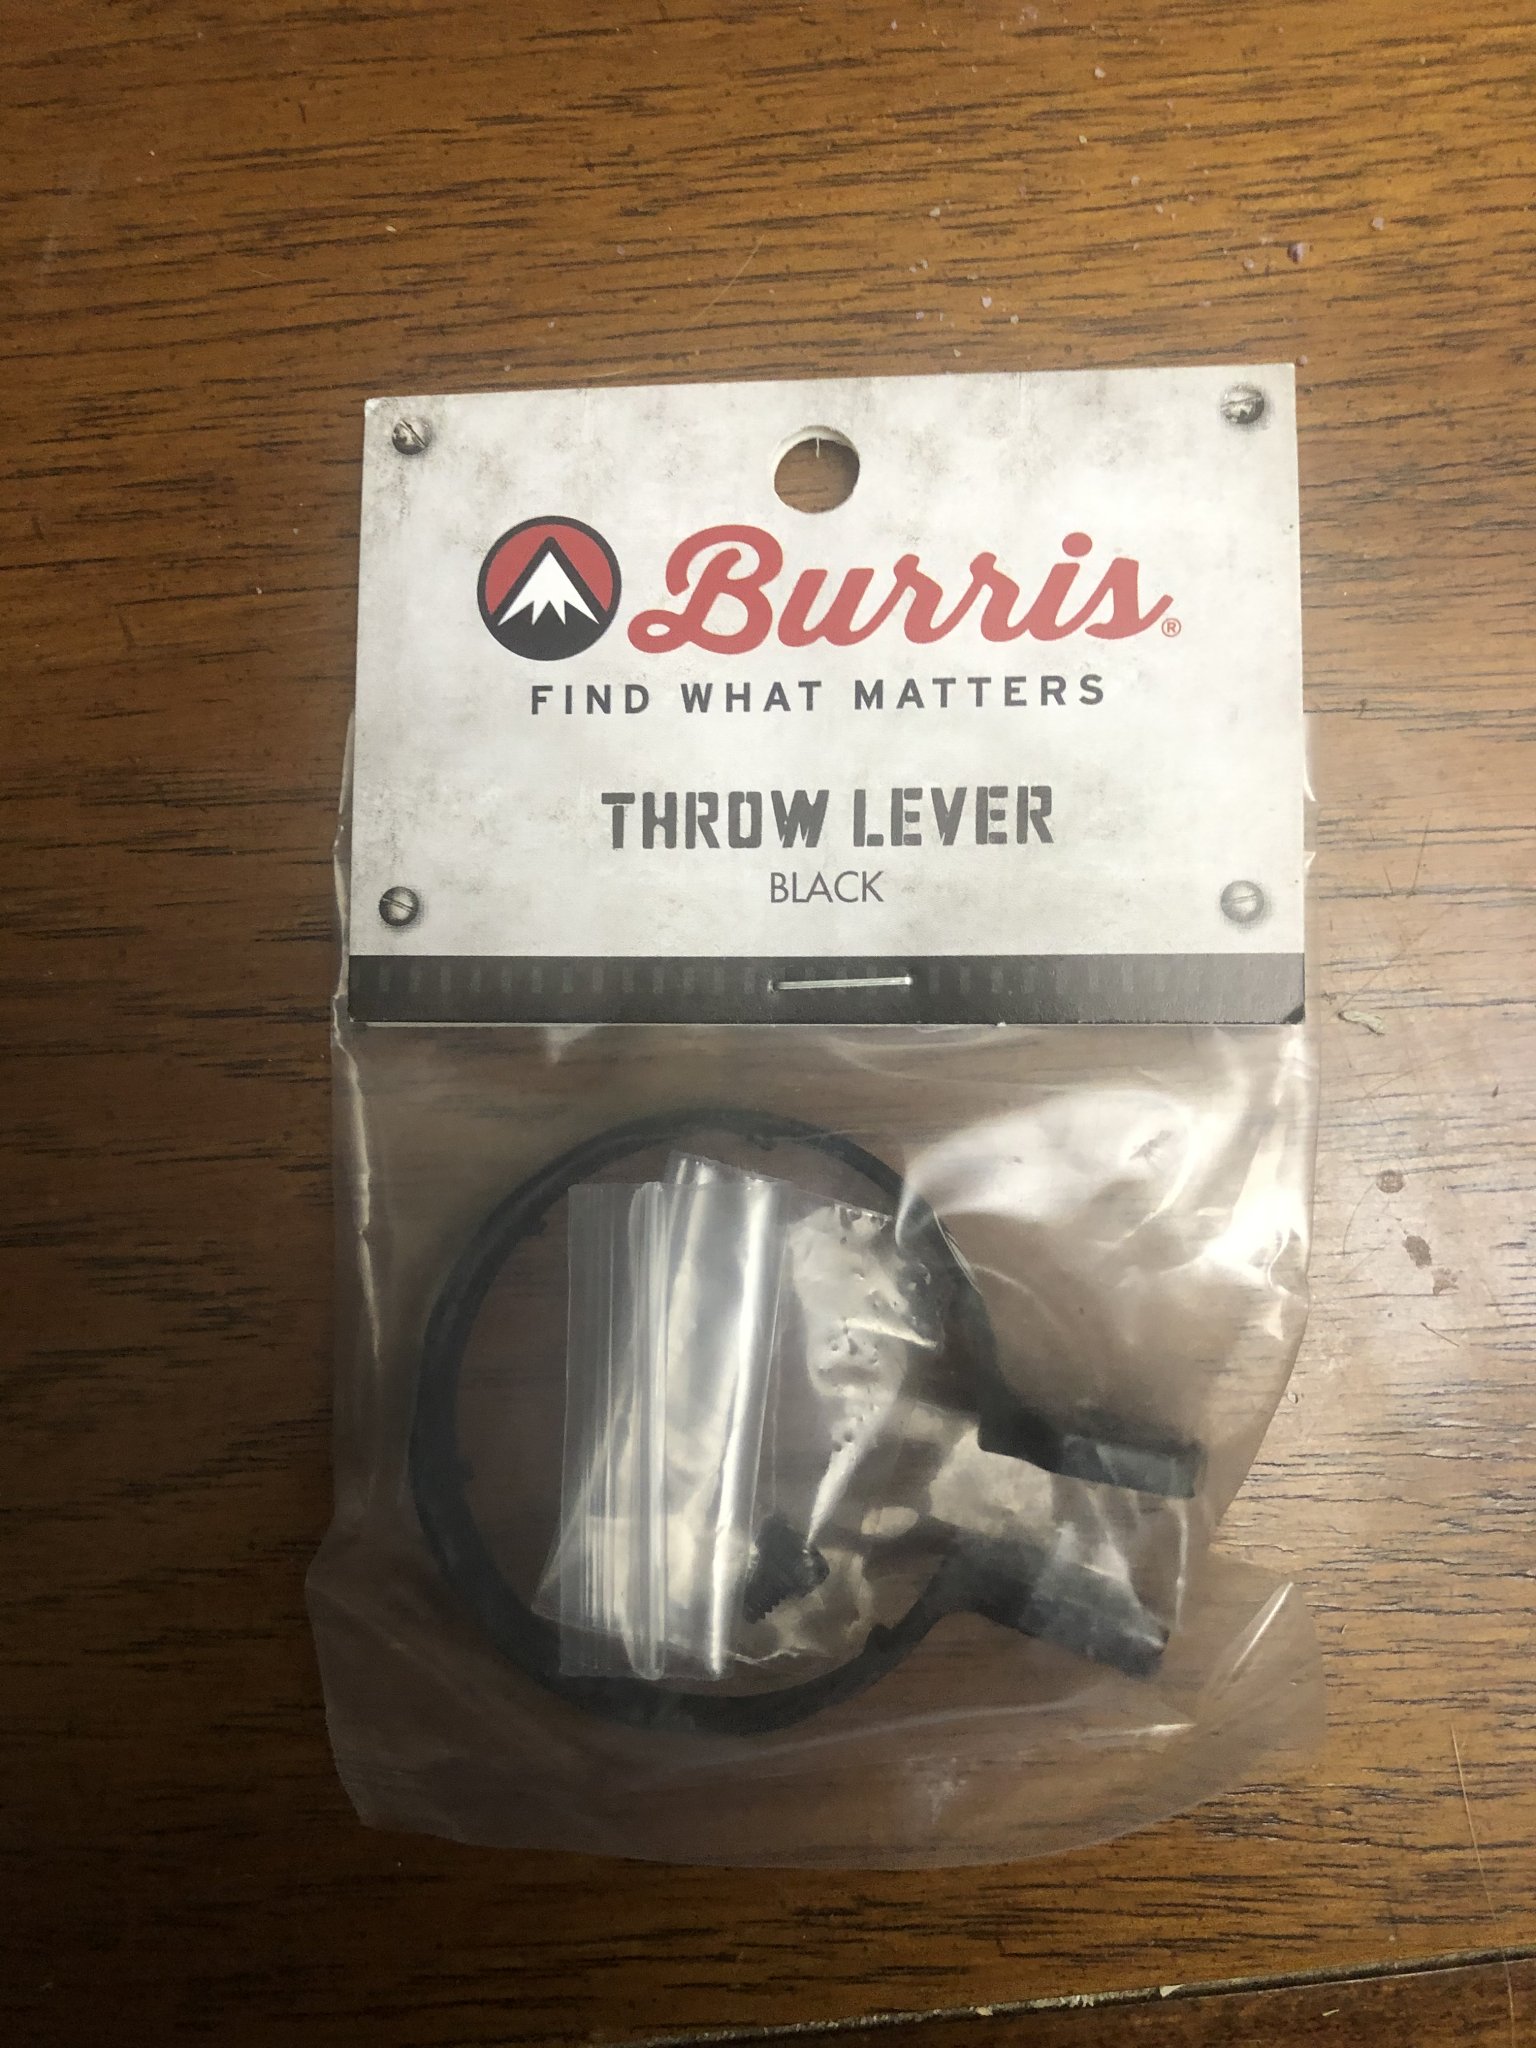 Burris®
FIND WHAT MATTERS
THROW LEVER
BLACK